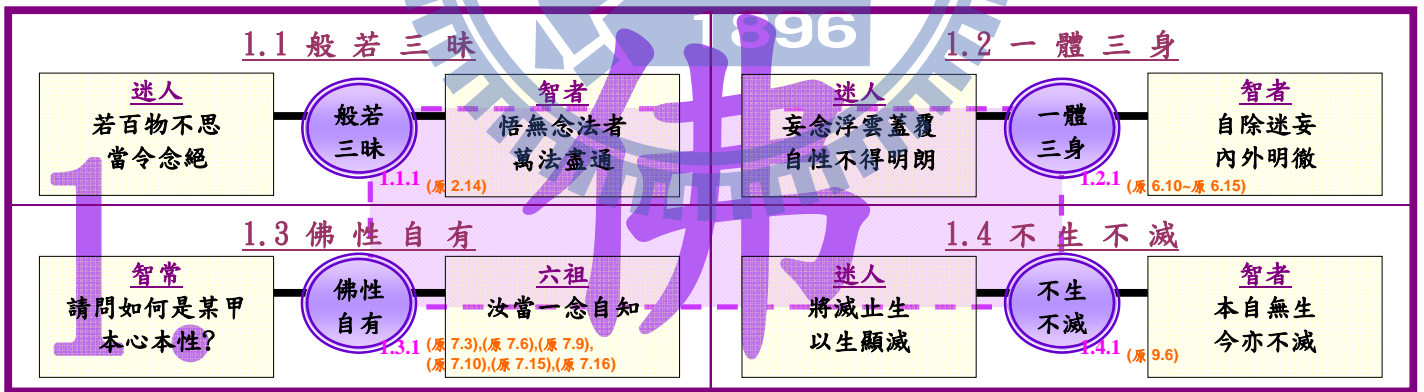 1896
1.
佛
1.1 般 若 三 昧
迷人
若百物不思
當令念絕
般若
三昧
智者
悟無念法者
萬法盡通
1.1.1 (原 2.14)
1.2 一 體 三 身
迷人
妄念浮雲蓋覆
自性不得明朗
一體
三身
智者
自除迷妄
內外明徹
1.2.1 (原 6.10~原 6.15)
1.3 佛 性 自 有
智常
請問如何是某甲
本心本性?
佛性
自有
六祖
汝當一念自知
1.3.1 (原 7.3),(原 7.6),(原 7.9),
(原 7.10),(原 7.15),(原 7.16)
1.4 不 生 不 滅
迷人
將滅止生
以生顯滅
不生
不滅
智者
本自無生
今亦不滅
1.4.1 (原 9.6)